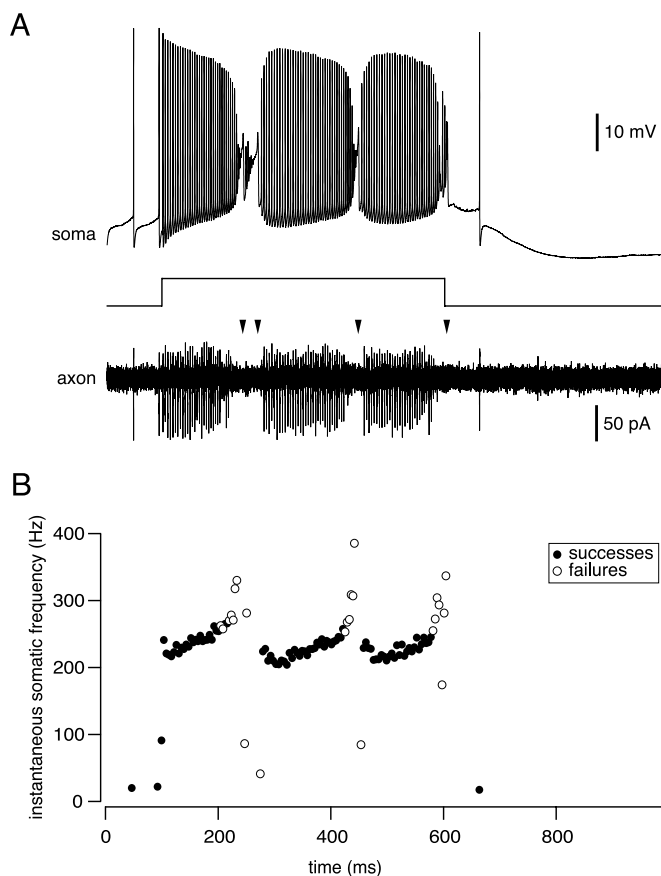 A
10 mV
soma
axon
50 pA
B
instantaneous somatic frequency (Hz)
400
300
200
100
0
successes
failures
0
200
400
600
800
time (ms)